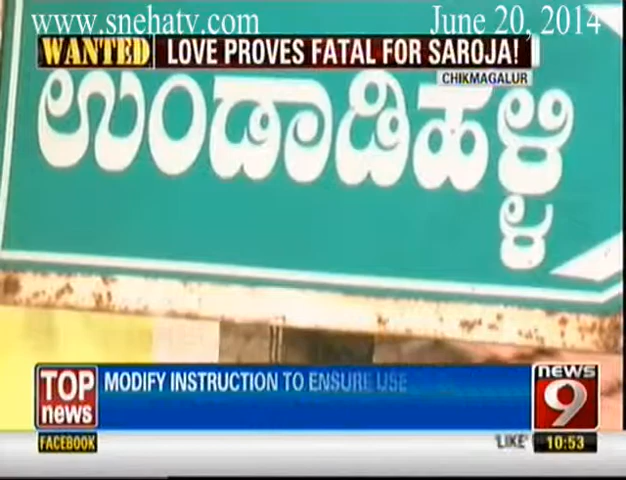 www.snehatv.com June 20, 2014
WANTED LOVE PROVES FATAL FOR SAROJA!
CHIKMAGALUR
ಉಂಡಾಡಿಹಳ್ಳಿ
TOP news MODIFY INSTRUCTION TO ENSURE USE
NEWS 9
FACEBOOK 'LIKE' 10:53